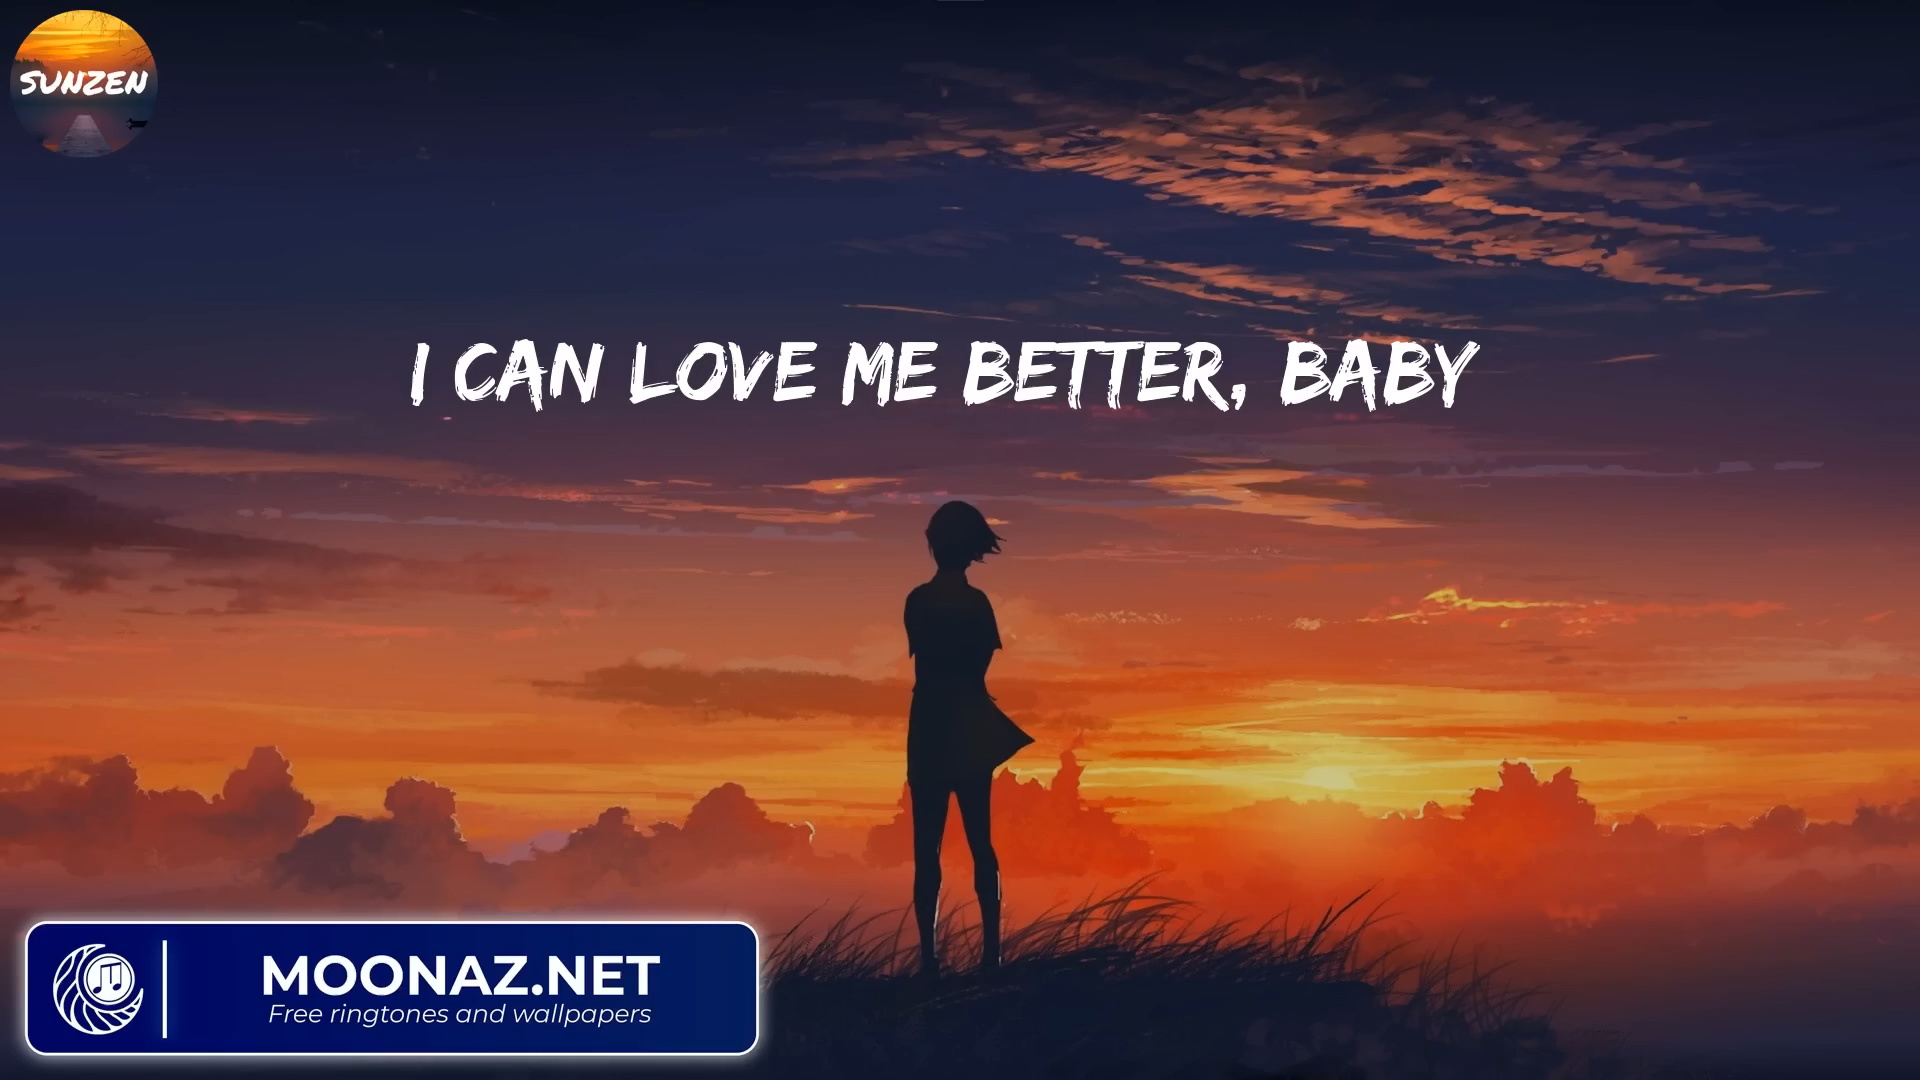 SUNZEN
I CAN LOVE ME BETTER, BABY
MOONAZ.NET
Free ringtones and wallpapers